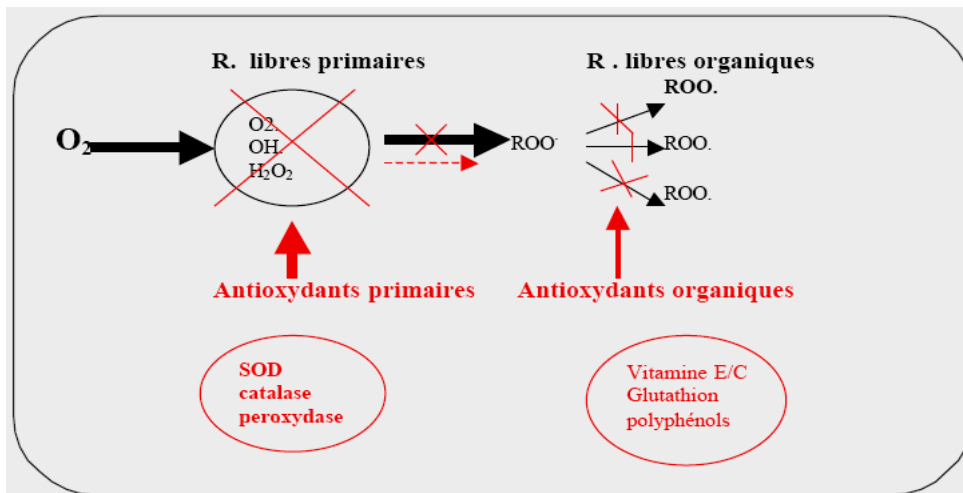 R. libres primaires
R . libres organiques
ROO.
O₂
O2.
OH.
H₂O₂
ROO·
ROO.
ROO.
Antioxydants primaires
Antioxydants organiques
SOD
catalase
peroxydase
Vitamine E/C
Glutathion
polyphénols